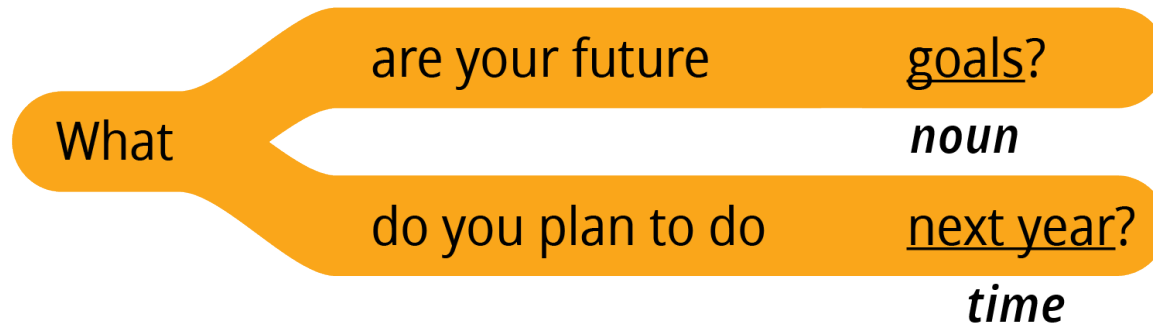 What
are your future goals?
noun
do you plan to do next year?
time